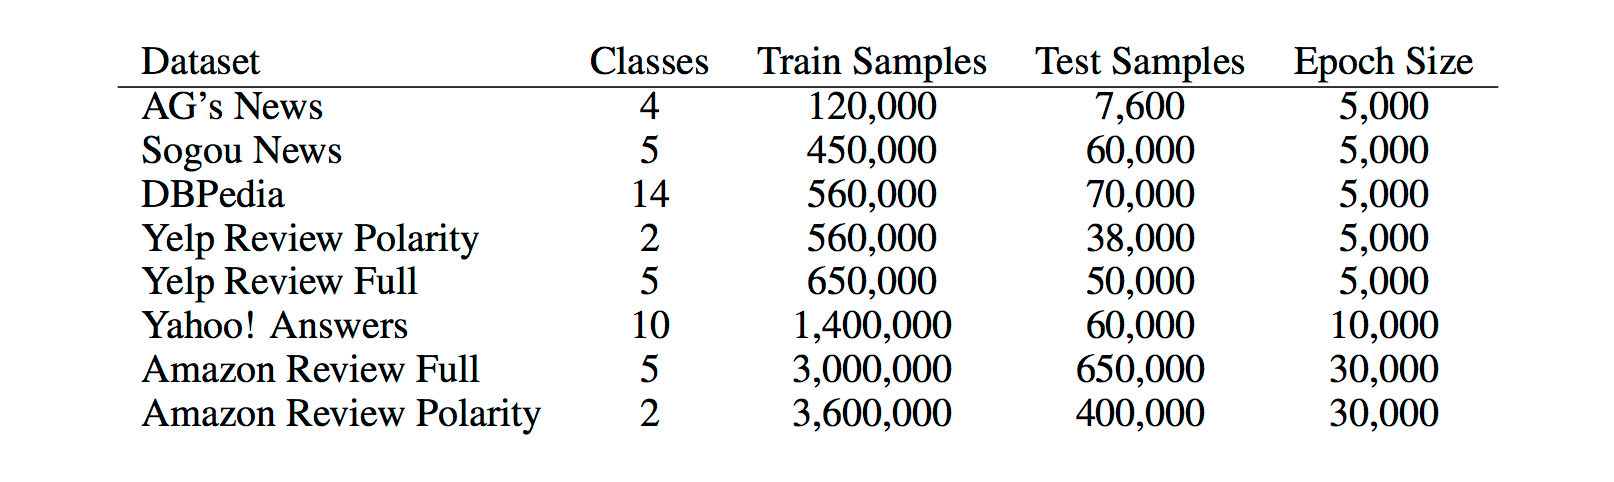 Dataset Classes Train Samples Test Samples Epoch Size
AG’s News 4 120,000 7,600 5,000
Sogou News 5 450,000 60,000 5,000
DBPedia 14 560,000 70,000 5,000
Yelp Review Polarity 2 560,000 38,000 5,000
Yelp Review Full 5 650,000 50,000 5,000
Yahoo! Answers 10 1,400,000 60,000 10,000
Amazon Review Full 5 3,000,000 650,000 30,000
Amazon Review Polarity 2 3,600,000 400,000 30,000